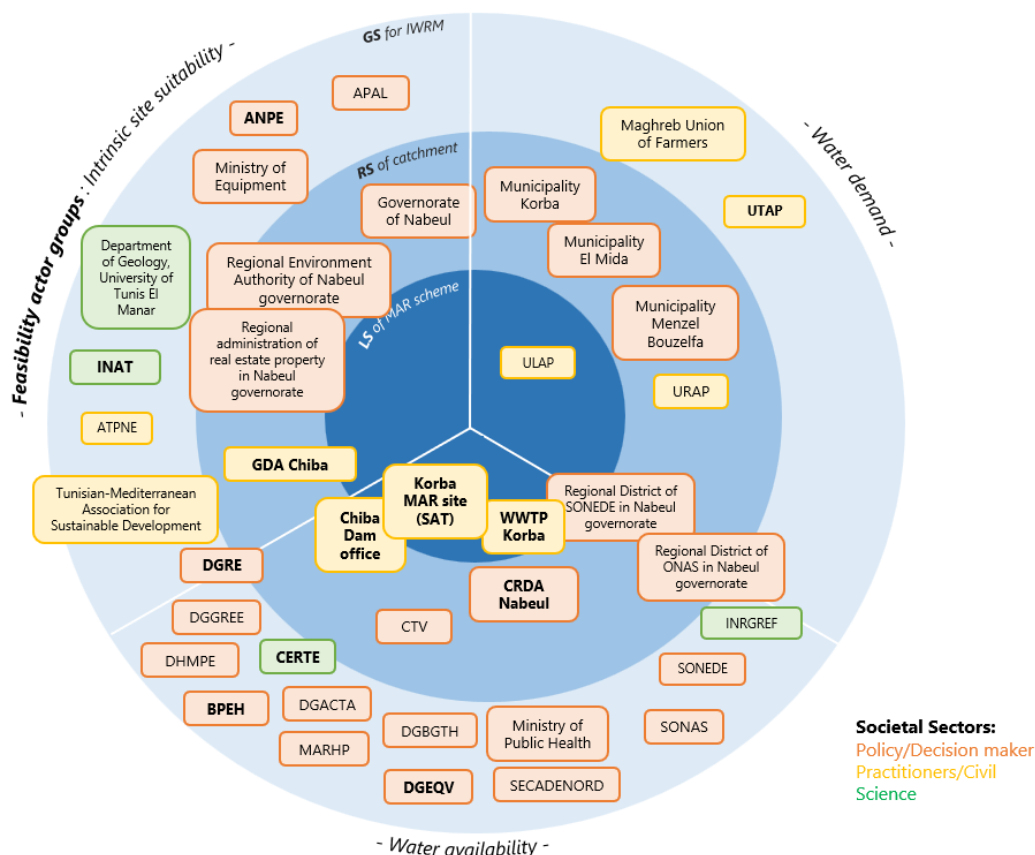 GS for IWRM
- Feasibility actor groups : Intrinsic site suitability -
- Water demand -
APAL
ANPE
Ministry of
Equipment
Maghreb Union
of Farmers
UTAP
RS of catchment
Governorate
of Nabeul
Municipality
Korba
Municipality
El Mida
Department
of Geology,
University of
Tunis El
Manar
Regional Environment
Authority of Nabeul
governorate
Municipality
Menzel
Bouzelfa
Regional
administration of
real estate property
in Nabeul
governorate
LS of MAR scheme
ULAP
URAP
INAT
ATPNE
GDA Chiba
Tunisian-Mediterranean
Association for
Sustainable Development
Korba
MAR site
(SAT)
Chiba
Dam
office
WWTP
Korba
Regional District of
SONEDE in Nabeul
governorate
Regional District of
ONAS in Nabeul
governorate
DGRE
CRDA
Nabeul
DGGREE
CTV
INRGREF
DHMPE
CERTE
SONEDE
BPEH
DGACTA
DGBGTH
Ministry of
Public Health
SONAS
MARHP
DGEQV
SECADENORD
- Water availability -
Societal Sectors:
Policy/Decision maker
Practitioners/Civil
Science